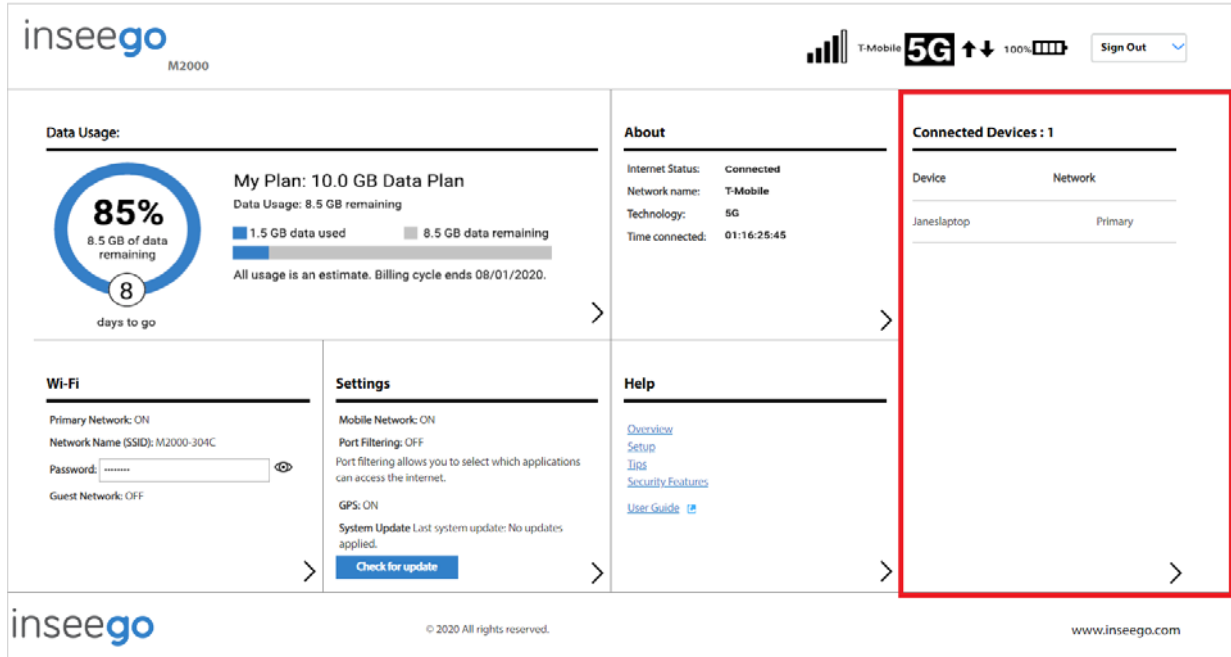 inseego
M2000
T-Mobile 5G 100%
Sign Out
Data Usage:
85%
8.5 GB of data
remaining
8
days to go
My Plan: 10.0 GB Data Plan
Data Usage: 8.5 GB remaining
1.5 GB data used 8.5 GB data remaining
All usage is an estimate. Billing cycle ends 08/01/2020.
About
Internet Status: Connected
Network name: T-Mobile
Technology: 5G
Time connected: 01:16:25:45
Connected Devices : 1
Device Network
Janeslaptop Primary
Wi-Fi
Primary Network: ON
Network Name (SSID): M2000-304C
Password: ········
Guest Network: OFF
Settings
Mobile Network: ON
Port Filtering: OFF
Port filtering allows you to select which applications
can access the internet.
GPS: ON
System Update Last system update: No updates
applied.
Check for update
Help
Overview
Setup
Tips
Security Features
User Guide
inseego
© 2020 All rights reserved.
www.inseego.com